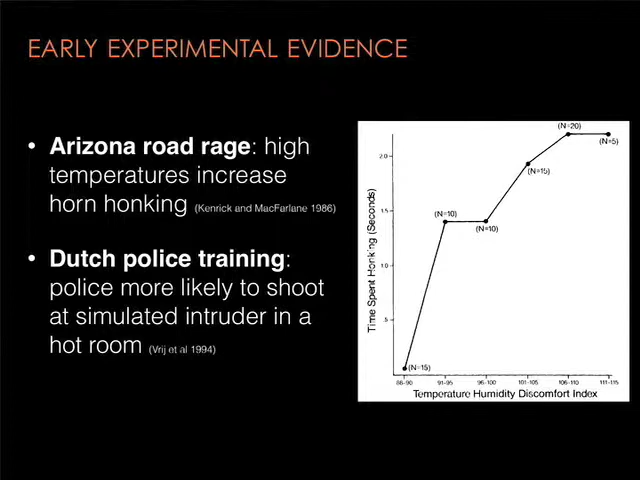 EARLY EXPERIMENTAL EVIDENCE
• Arizona road rage: high
temperatures increase
horn honking (Kenrick and MacFarlane 1986)
• Dutch police training:
police more likely to shoot
at simulated intruder in a
hot room (Vrij et al 1994)
Time Spent Honking (Seconds)
2.0
1.5
1.0
.5
(N=15)
(N=10)
(N=10)
(N=15)
(N=20)
(N=5)
88-90 91-95 96-100 101-105 106-110 111-115
Temperature Humidity Discomfort Index